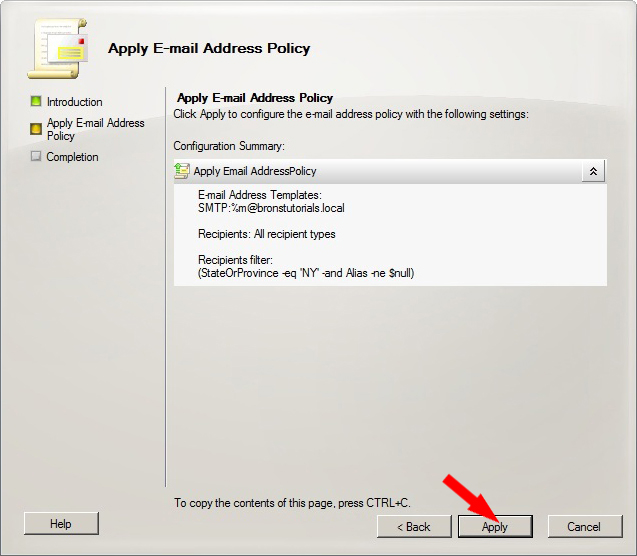 Apply E-mail Address Policy
Introduction
Apply E-mail Address
Policy
Completion
Apply E-mail Address Policy
Click Apply to configure the e-mail address policy with the following settings:
Configuration Summary:
Apply Email AddressPolicy
E-mail Address Templates:
SMTP:%m@bronstutorials.local
Recipients: All recipient types
Recipients filter:
(StateOrProvince -eq 'NY' -and Alias -ne $null)
To copy the contents of this page, press CTRL+C.
Help
< Back
Apply
Cancel